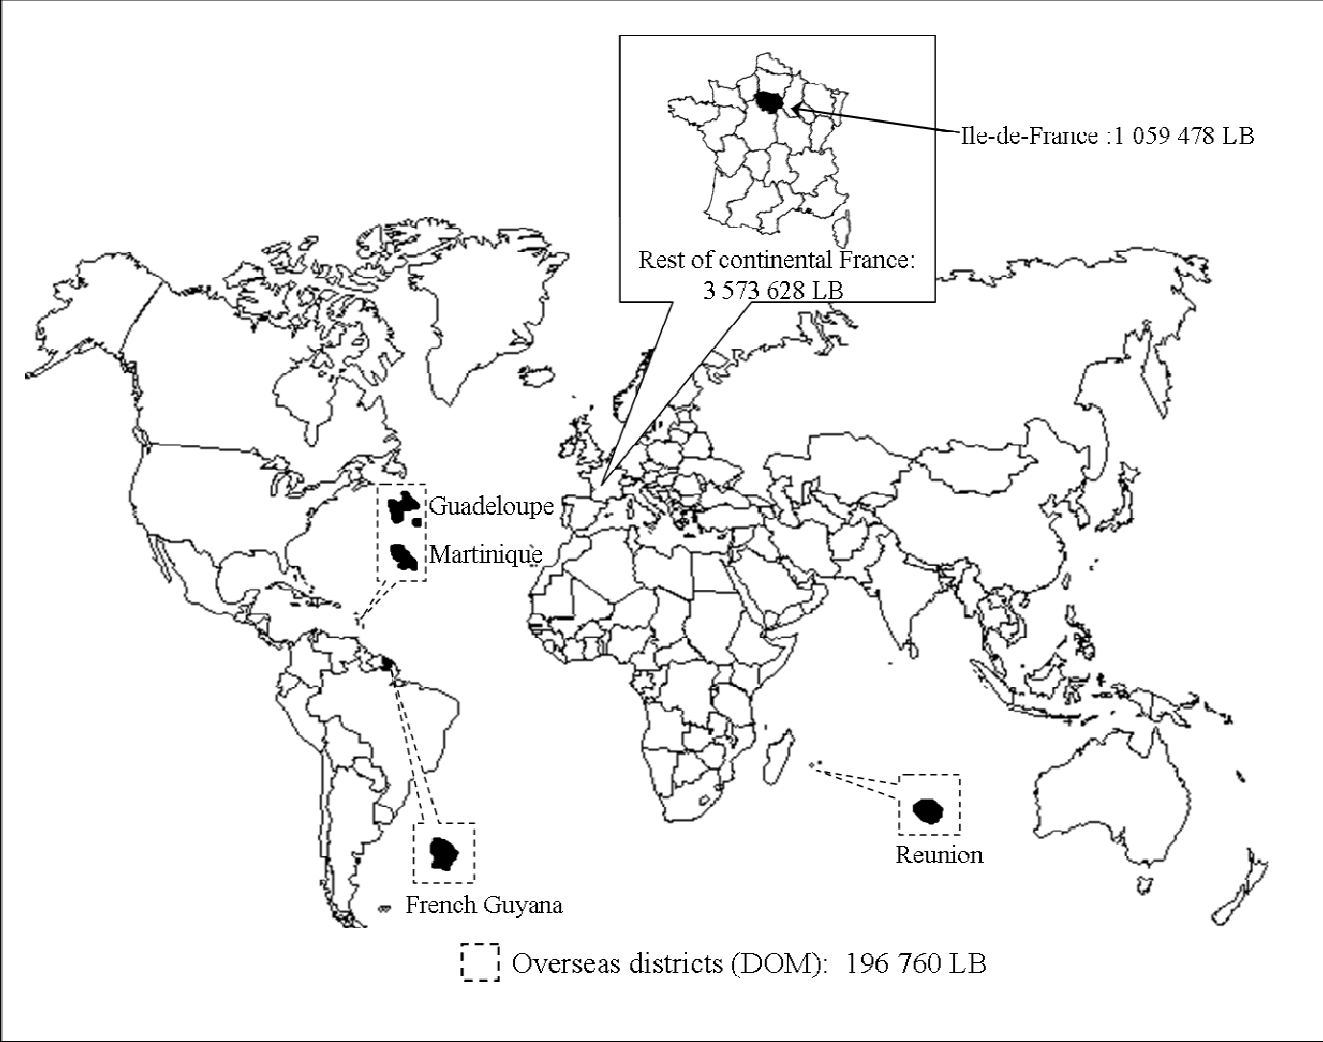 Ile-de-France :1 059 478 LB
Rest of continental France:
3 573 628 LB
Guadeloupe
Martinique
Reunion
French Guyana
Overseas districts (DOM): 196 760 LB